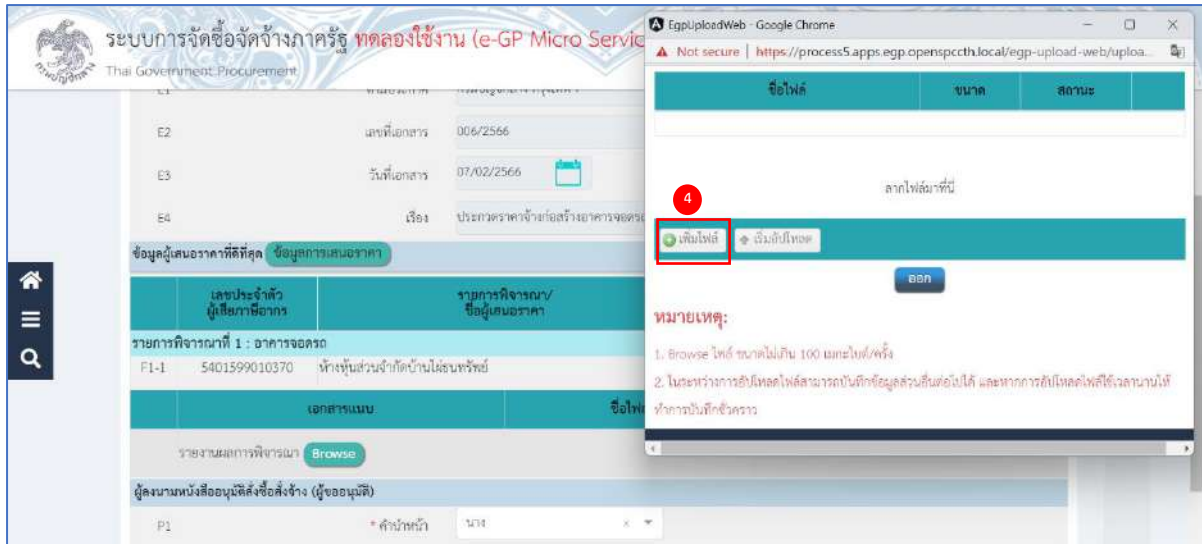 ระบบการจัดซื้อจัดจ้างภาครัฐ ทดลองใช้งาน (e-GP Micro Servic
Thai Government Procurement
E2 เลขที่เอกสาร 006/2566
E3 วันที่เอกสาร 07/02/2566
E4 เรื่อง ประกวดราคาจ้างก่อสร้างอาคารจอดรถ
ข้อมูลผู้เสนอราคาที่ดีที่สุด ข้อมูลการเสนอราคา
เลขประจำตัว
ผู้เสียภาษีอากร
รายการพิจารณา/
ชื่อผู้เสนอราคา
รายการพิจารณาที่ 1 : อาคารจอดรถ
F1-1 5401599010370 ห้างหุ้นส่วนจำกัดบ้านไผ่ธนทรัพย์
เอกสารแนบ ชื่อไฟ
รายงานผลการพิจารณา Browse
ผู้ลงนามหนังสืออนุมัติสั่งซื้อสั่งจ้าง (ผู้ขออนุมัติ)
P1 * คำนำหน้า นาง
EgpUploadWeb - Google Chrome
Not secure | https://process5.apps.egp.openspccth.local/egp-upload-web/uploa...
ชื่อไฟล์ ขนาด สถานะ
ลากไฟล์มาที่นี่
4
เพิ่มไฟล์ เริ่มอัปโหลด
ออก
หมายเหตุ:
1. Browse ไฟล์ ขนาดไม่เกิน 100 เมกะไบต์/ครั้ง
2. ในระหว่างการอัปโหลดไฟล์สามารถบันทึกข้อมูลส่วนอื่นต่อไปได้ และหากการอัปโหลดไฟล์ใช้เวลานานให้
ทำการบันทึกชั่วคราว